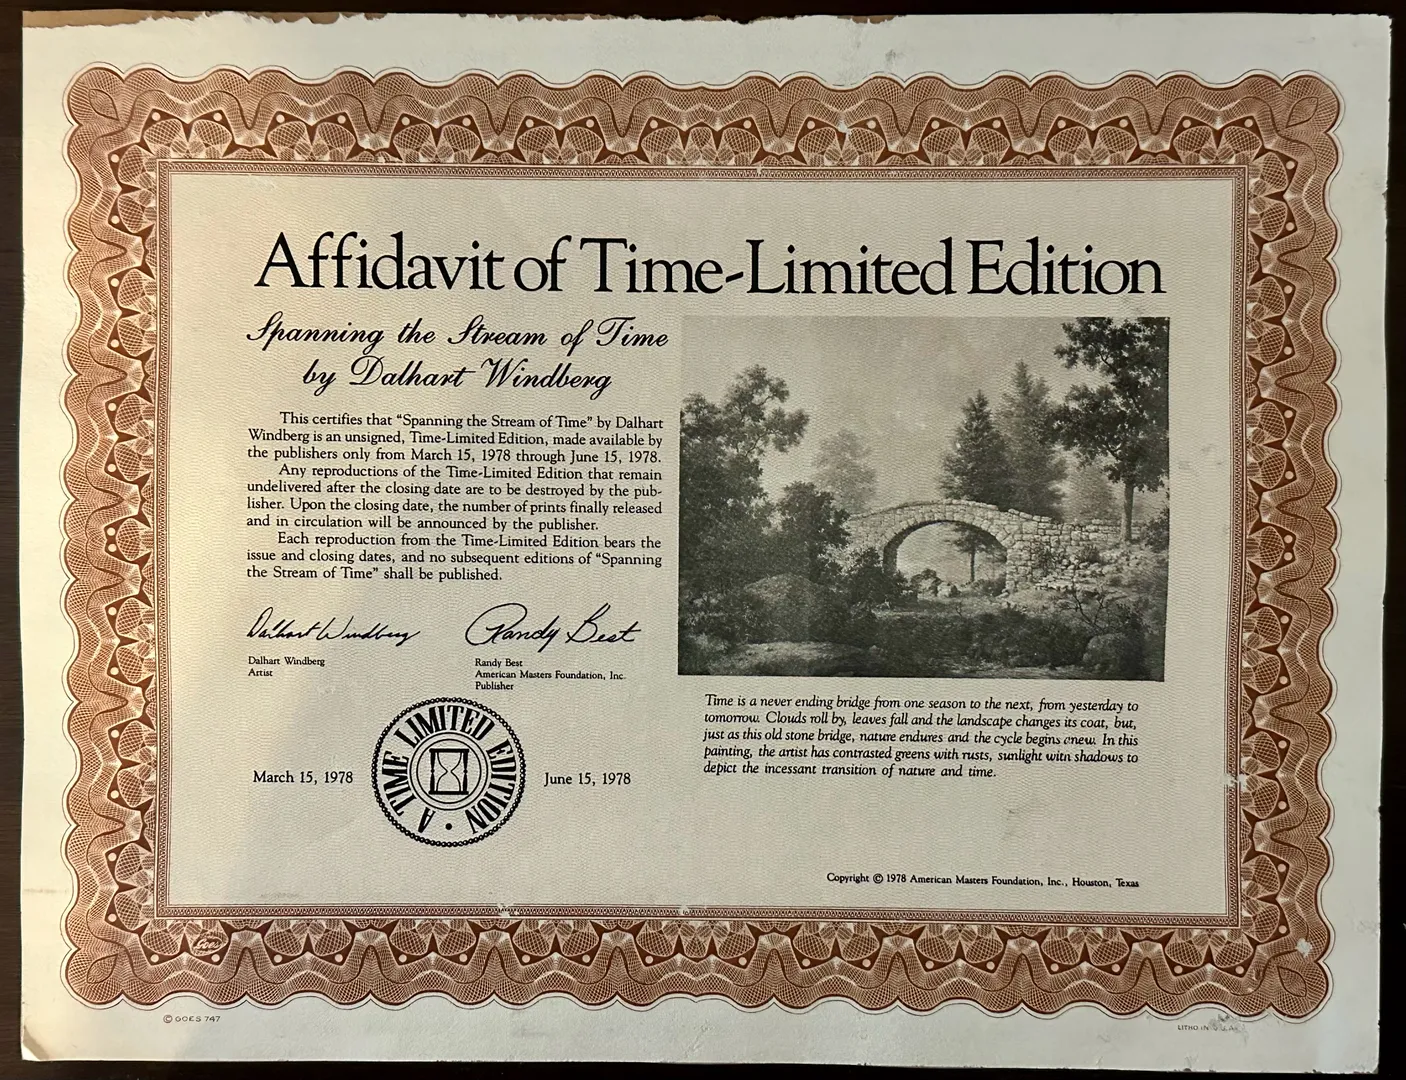 Affidavit of Time-Limited Edition
Spanning the Stream of Time
by Dalhart Windberg
This certifies that “Spanning the Stream of Time” by Dalhart
Windberg is an unsigned, Time-Limited Edition, made available by
the publishers only from March 15, 1978 through June 15, 1978.
Any reproductions of the Time-Limited Edition that remain
undelivered after the closing date are to be destroyed by the pub-
lisher. Upon the closing date, the number of prints finally released
and in circulation will be announced by the publisher.
Each reproduction from the Time-Limited Edition bears the
issue and closing dates, and no subsequent editions of “Spanning
the Stream of Time” shall be published.
Dalhart Windberg
Randy Best
Dalhart Windberg
Artist
Randy Best
American Masters Foundation, Inc.
Publisher
March 15, 1978
A TIME LIMITED EDITION
June 15, 1978
Time is a never ending bridge from one season to the next, from yesterday to
tomorrow. Clouds roll by, leaves fall and the landscape changes its coat, but,
just as this old stone bridge, nature endures and the cycle begins anew. In this
painting, the artist has contrasted greens with rusts, sunlight with shadows to
depict the incessant transition of nature and time.
Copyright © 1978 American Masters Foundation, Inc., Houston, Texas
Goes
© GOES 747
LITHO IN U.S.A.